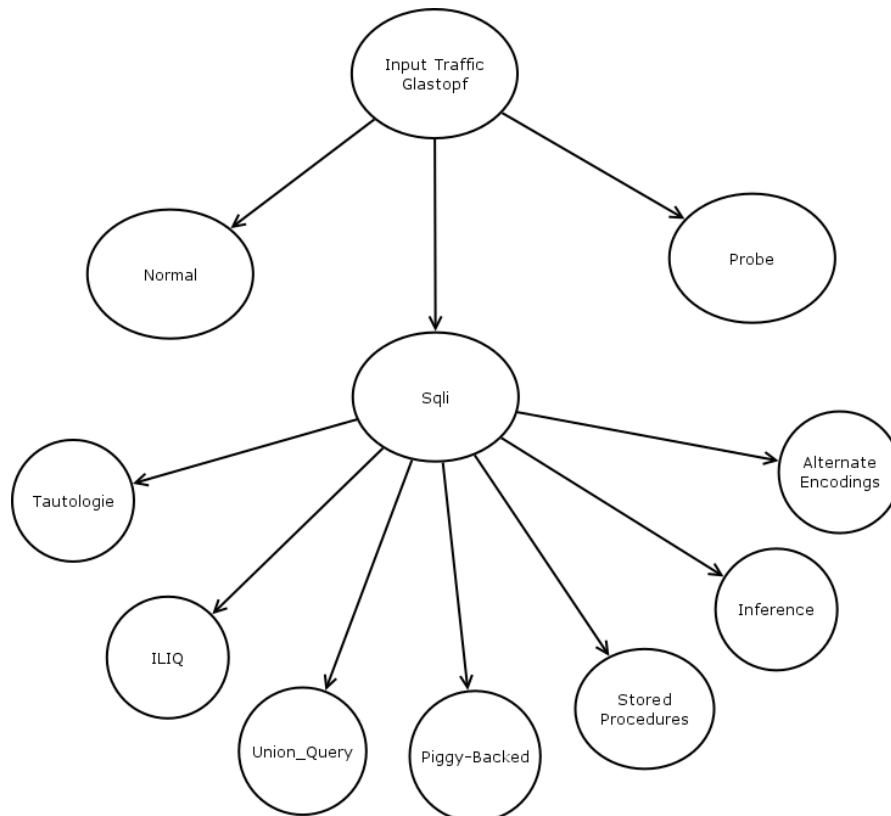 Input Traffic
Glastopf
Normal
Probe
Sqli
Tautologie
Alternate
Encodings
ILIQ
Inference
Union_Query
Piggy-Backed
Stored
Procedures